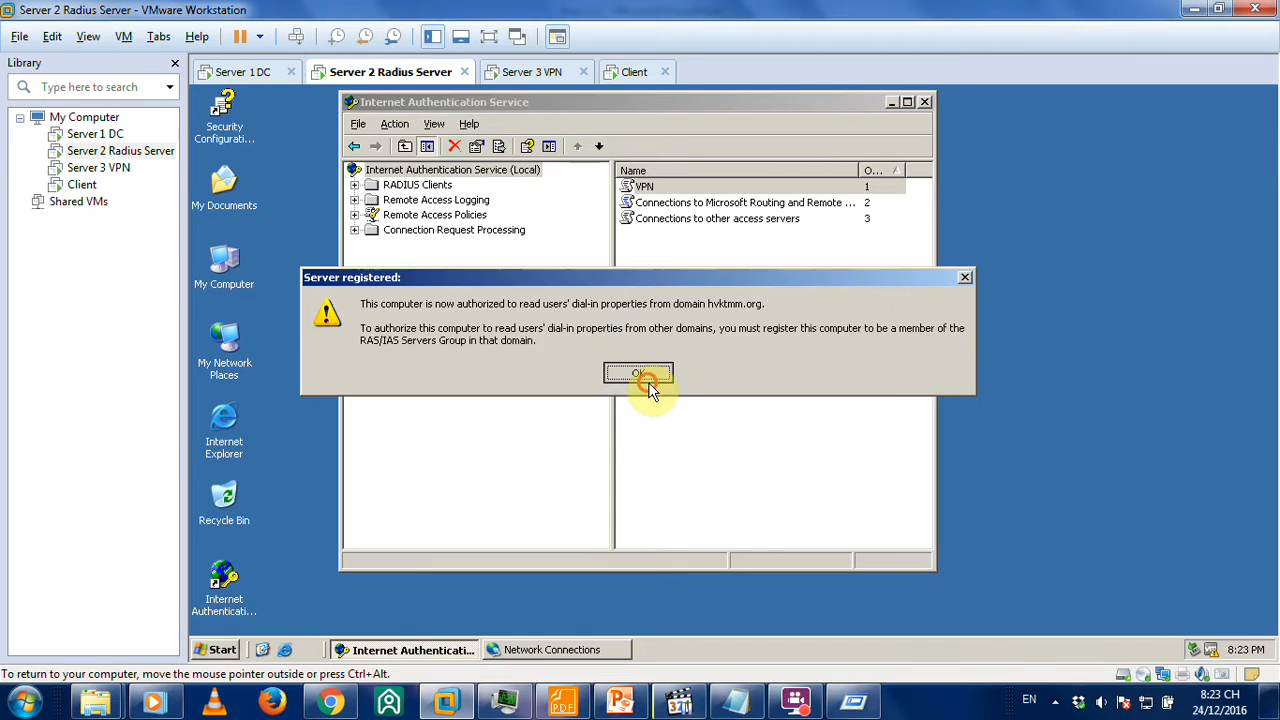 Server 2 Radius Server - VMware Workstation
File Edit View VM Tabs Help
Library
Type here to search
My Computer
Server 1 DC
Server 2 Radius Server
Server 3 VPN
Client
Shared VMs
Server 1 DC
Server 2 Radius Server
Server 3 VPN
Client
Security
Configurati...
My Documents
My Computer
My Network
Places
Internet
Explorer
Recycle Bin
Internet
Authenticati...
Internet Authentication Service
File Action View Help
Internet Authentication Service (Local)
RADIUS Clients
Remote Access Logging
Remote Access Policies
Connection Request Processing
Name O...
VPN 1
Connections to Microsoft Routing and Remote ... 2
Connections to other access servers 3
Server registered:
This computer is now authorized to read users' dial-in properties from domain hvktmm.org.
To authorize this computer to read users' dial-in properties from other domains, you must register this computer to be a member of the
RAS/IAS Servers Group in that domain.
OK
Start
Internet Authenticati...
Network Connections
8:23 PM
To return to your computer, move the mouse pointer outside or press Ctrl+Alt.
PDF
EN
8:23 CH
24/12/2016